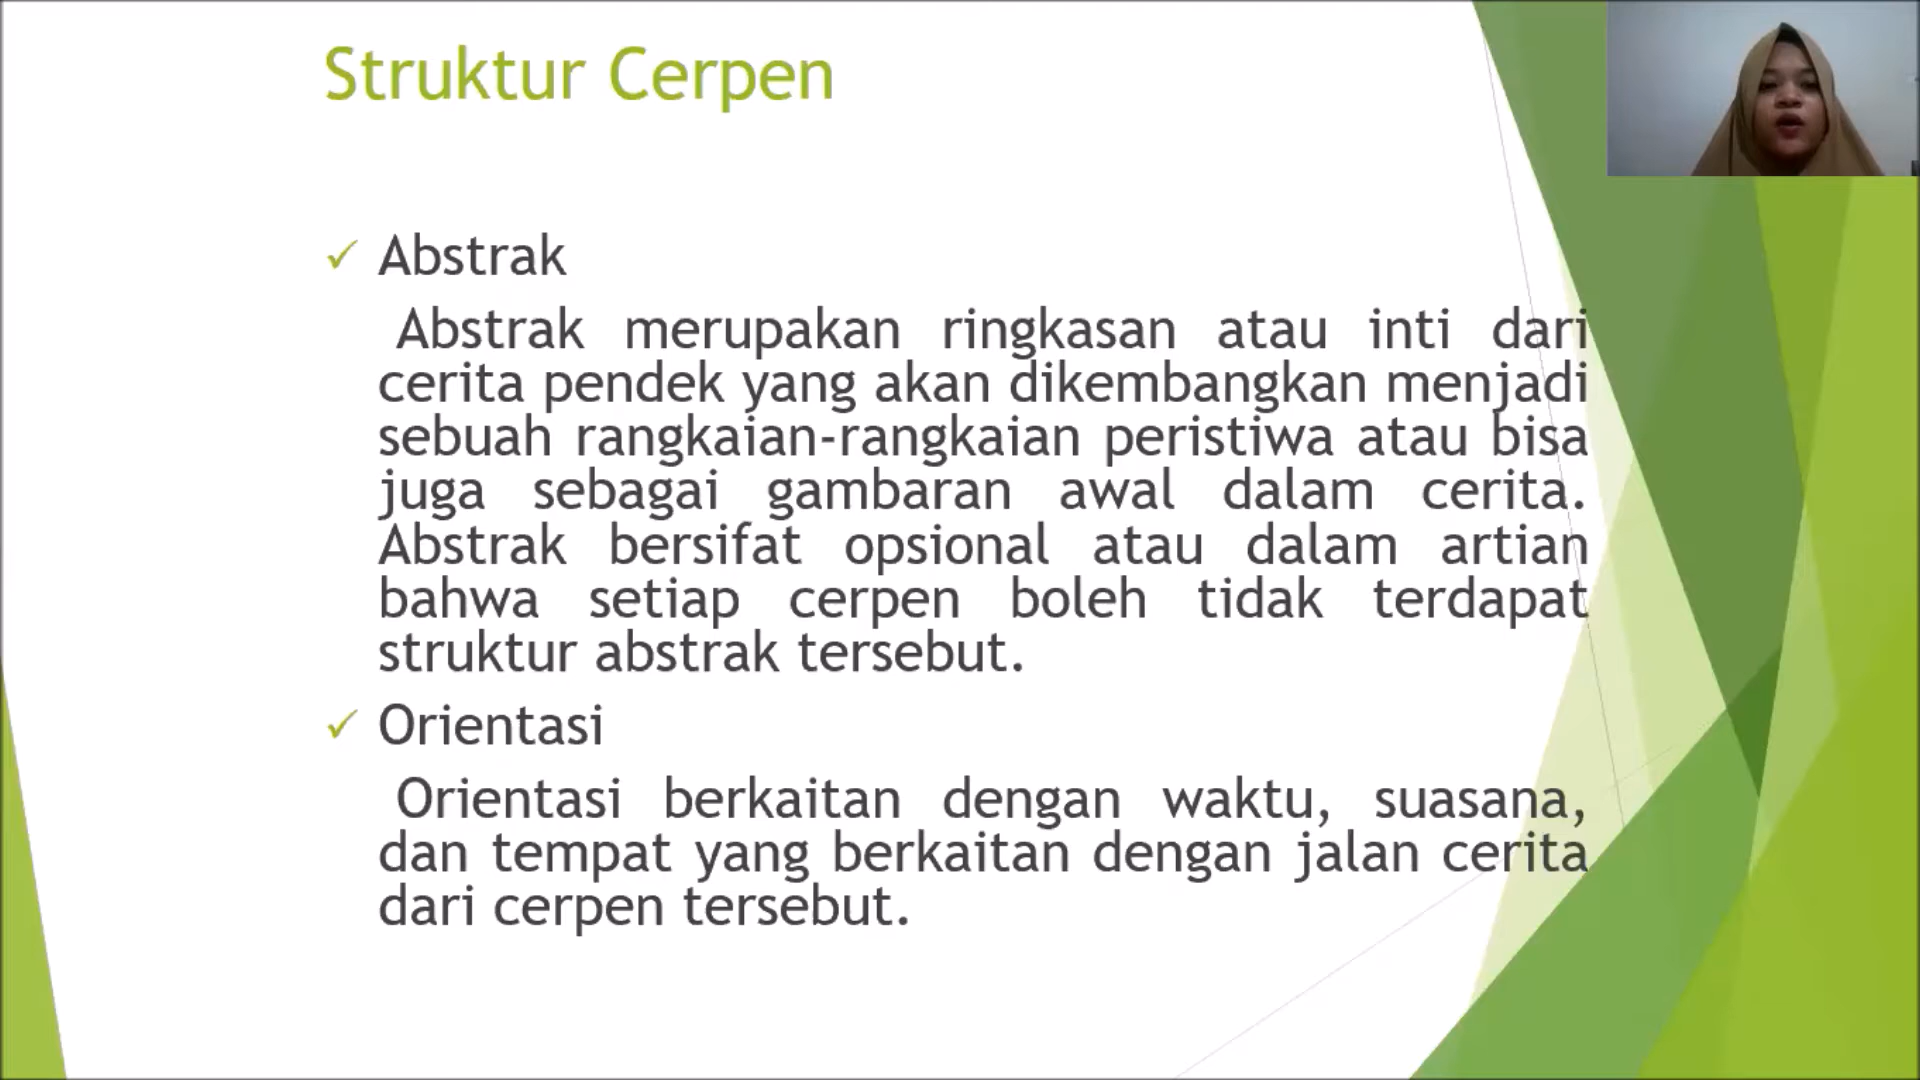 Struktur Cerpen
✓ Abstrak
Abstrak merupakan ringkasan atau inti dari
cerita pendek yang akan dikembangkan menjadi
sebuah rangkaian-rangkaian peristiwa atau bisa
juga sebagai gambaran awal dalam cerita.
Abstrak bersifat opsional atau dalam artian
bahwa setiap cerpen boleh tidak terdapat
struktur abstrak tersebut.
✓ Orientasi
Orientasi berkaitan dengan waktu, suasana,
dan tempat yang berkaitan dengan jalan cerita
dari cerpen tersebut.